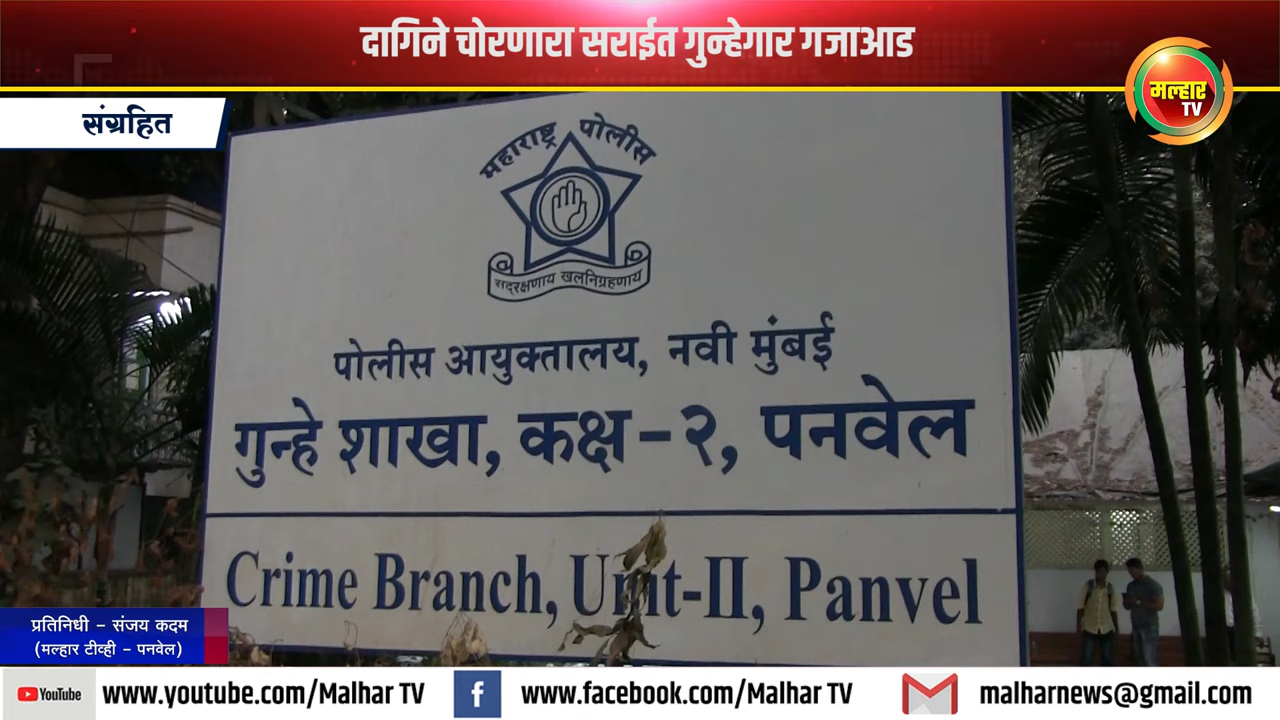 दागिने चोरणारा सराईत गुन्हेगार गजाआड
मल्हार
TV
संग्रहित
महाराष्ट्र पोलीस
सद्‌रक्षणाय खलनिग्रहणाय
पोलीस आयुक्तालय, नवी मुंबई
गुन्हे शाखा, कक्ष-२, पनवेल
Crime Branch, Unit-II, Panvel
प्रतिनिधी - संजय कदम
(मल्हार टीव्ही - पनवेल)
YouTube www.youtube.com/Malhar TV f www.facebook.com/Malhar TV malharnews@gmail.com